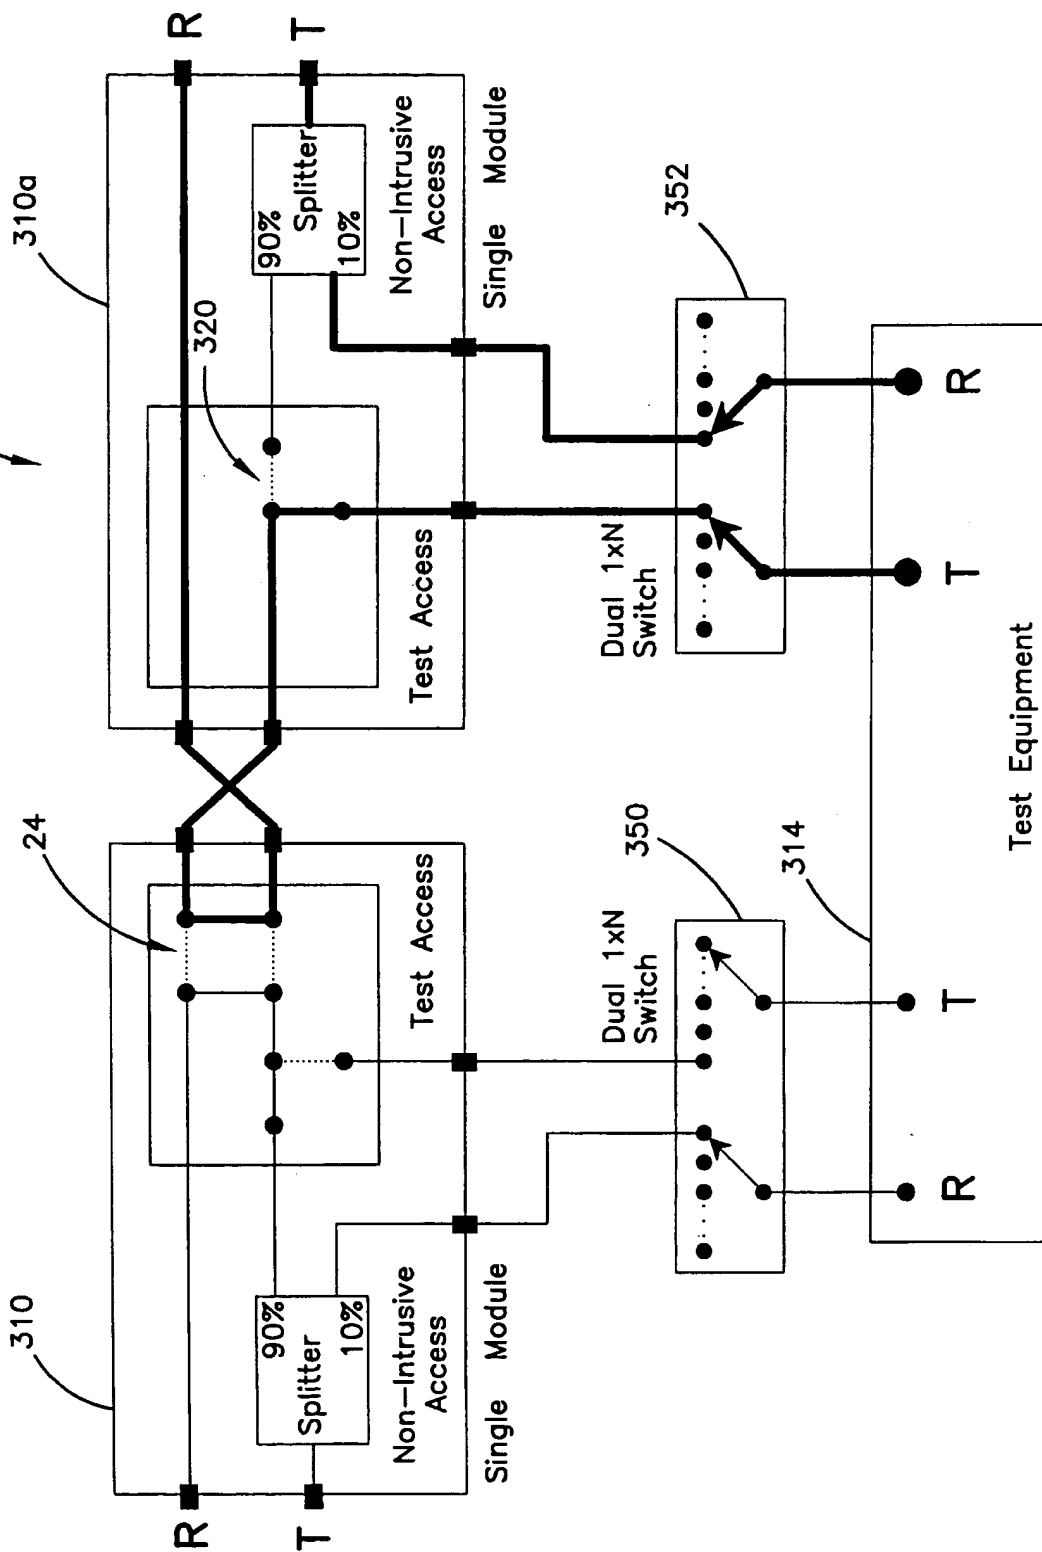 310
24
310a
R
T
Splitter
90%
10%
Non-Intrusive
Access
Single Module
Test Access
Test Access
320
Splitter
90%
10%
Non-Intrusive
Access
Single Module
R
T
Dual 1xN
Switch
350
Dual 1xN
Switch
352
314
R
T
T
R
Test Equipment